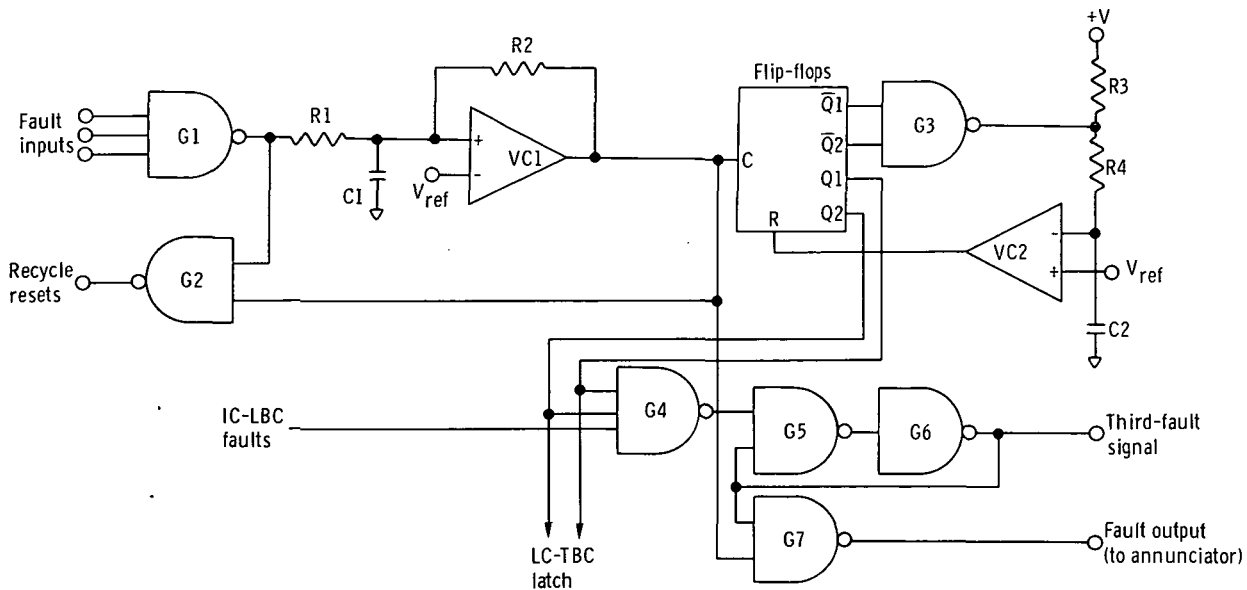 +V
R2
Flip-flops
R3
Fault
inputs
G1
R1
Q̅1
G3
+
VC1
-
V_ref
C1
C
Q̅2
Q1
Q2
R
R4
Recycle
resets
G2
VC2
-
+
V_ref
C2
IC-LBC
faults
G4
G5
G6
Third-fault
signal
G7
LC-TBC
latch
Fault output
(to annunciator)